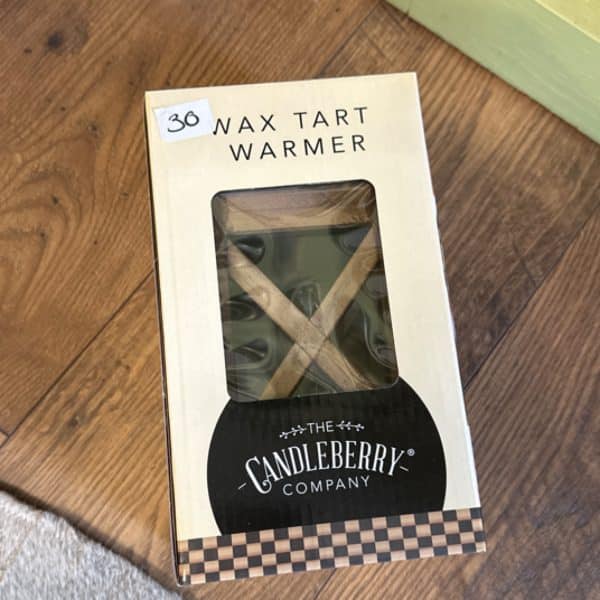 30
WAX TART
WARMER
THE
CANDLEBERRY®
COMPANY